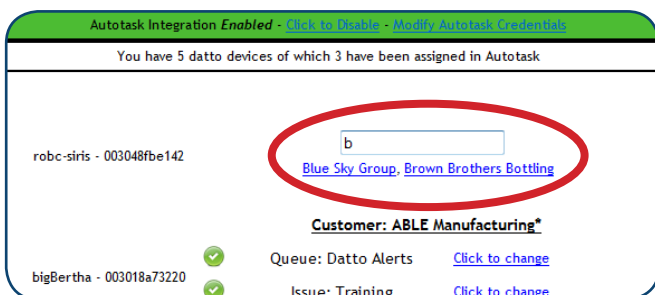 Autotask Integration Enabled - Click to Disable - Modify Autotask Credentials
You have 5 datto devices of which 3 have been assigned in Autotask
b
robc-siris - 003048fbe142
Blue Sky Group, Brown Brothers Bottling
Customer: ABLE Manufacturing*
Queue: Datto Alerts Click to change
bigBertha - 003018a73220
Issue: Training Click to change